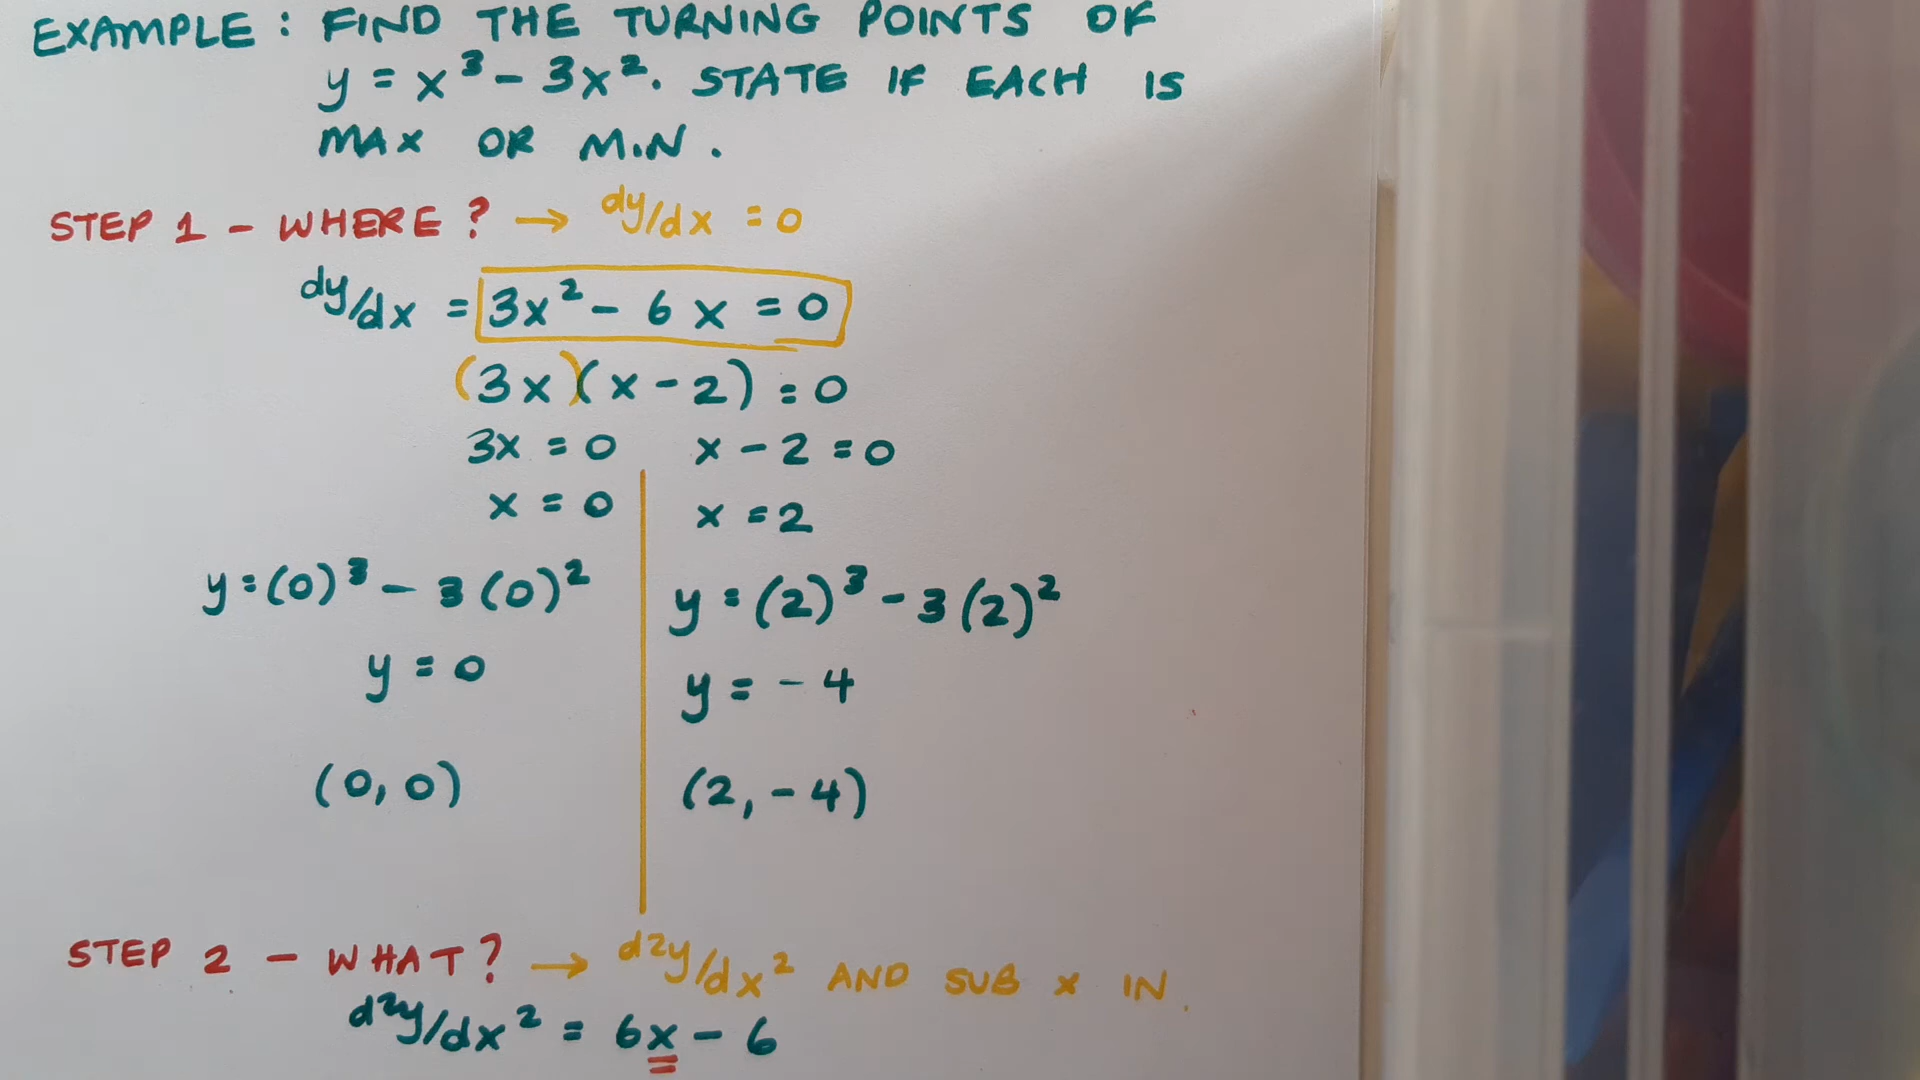 EXAMPLE : FIND THE TURNING POINTS OF
y = x³ - 3x². STATE IF EACH IS
MAX OR MIN.
STEP 1 - WHERE? → dy/dx = 0
dy/dx = 3x² - 6x = 0
(3x)(x - 2) = 0
3x = 0 x - 2 = 0
x = 0 x = 2
y = (0)³ - 3(0)² y = (2)³ - 3(2)²
y = 0 y = -4
(0, 0) (2, -4)
STEP 2 - WHAT? → d²y/dx² AND SUB x IN.
d²y/dx² = 6x - 6